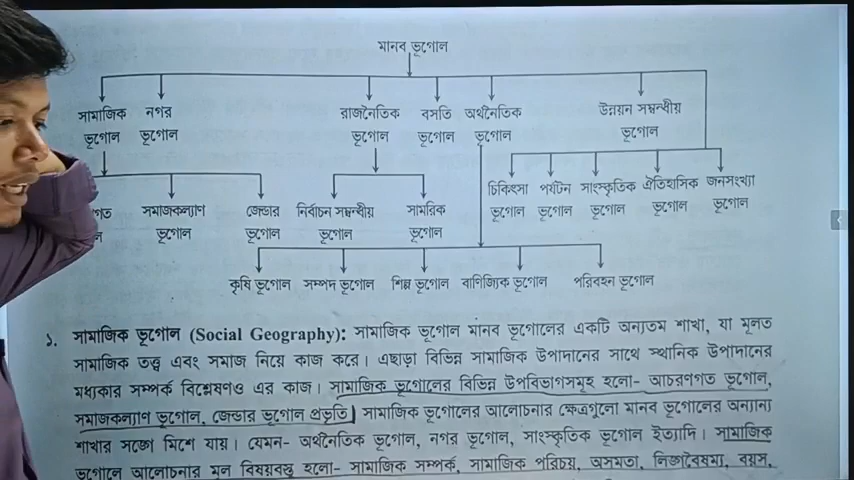 মানব ভূগোল
সামাজিক নগর রাজনৈতিক বসতি অর্থনৈতিক উন্নয়ন সম্বন্ধীয়
ভূগোল ভূগোল ভূগোল ভূগোল ভূগোল ভূগোল
চিকিৎসা পর্যটন সাংস্কৃতিক ঐতিহাসিক জনসংখ্যা
ভূগোল ভূগোল ভূগোল ভূগোল ভূগোল
সমাজকল্যাণ জেন্ডার নির্বাচন সম্বন্ধীয় সামরিক
ভূগোল ভূগোল ভূগোল ভূগোল
কৃষি ভূগোল সম্পদ ভূগোল শিল্প ভূগোল বাণিজ্যিক ভূগোল পরিবহন ভূগোল
১. সামাজিক ভূগোল (Social Geography): সামাজিক ভূগোল মানব ভূগোলের একটি অন্যতম শাখা, যা মূলত
সামাজিক তত্ত্ব এবং সমাজ নিয়ে কাজ করে। এছাড়া বিভিন্ন সামাজিক উপাদানের সাথে স্থানিক উপাদানের
মধ্যকার সম্পর্ক বিশ্লেষণও এর কাজ। সামাজিক ভূগোলের বিভিন্ন উপবিভাগসমূহ হলো- আচরণগত ভূগোল,
সমাজকল্যাণ ভূগোল, জেন্ডার ভূগোল প্রভৃতি। সামাজিক ভূগোলের আলোচনার ক্ষেত্রগুলো মানব ভূগোলের অন্যান্য
শাখার সঙ্গে মিশে যায়। যেমন- অর্থনৈতিক ভূগোল, নগর ভূগোল, সাংস্কৃতিক ভূগোল ইত্যাদি। সামাজিক
ভূগোলে আলোচনার মূল বিষয়বস্তু হলো- সামাজিক সম্পর্ক, সামাজিক পরিচয়, অসমতা, লিঙ্গবৈষম্য, বয়স,